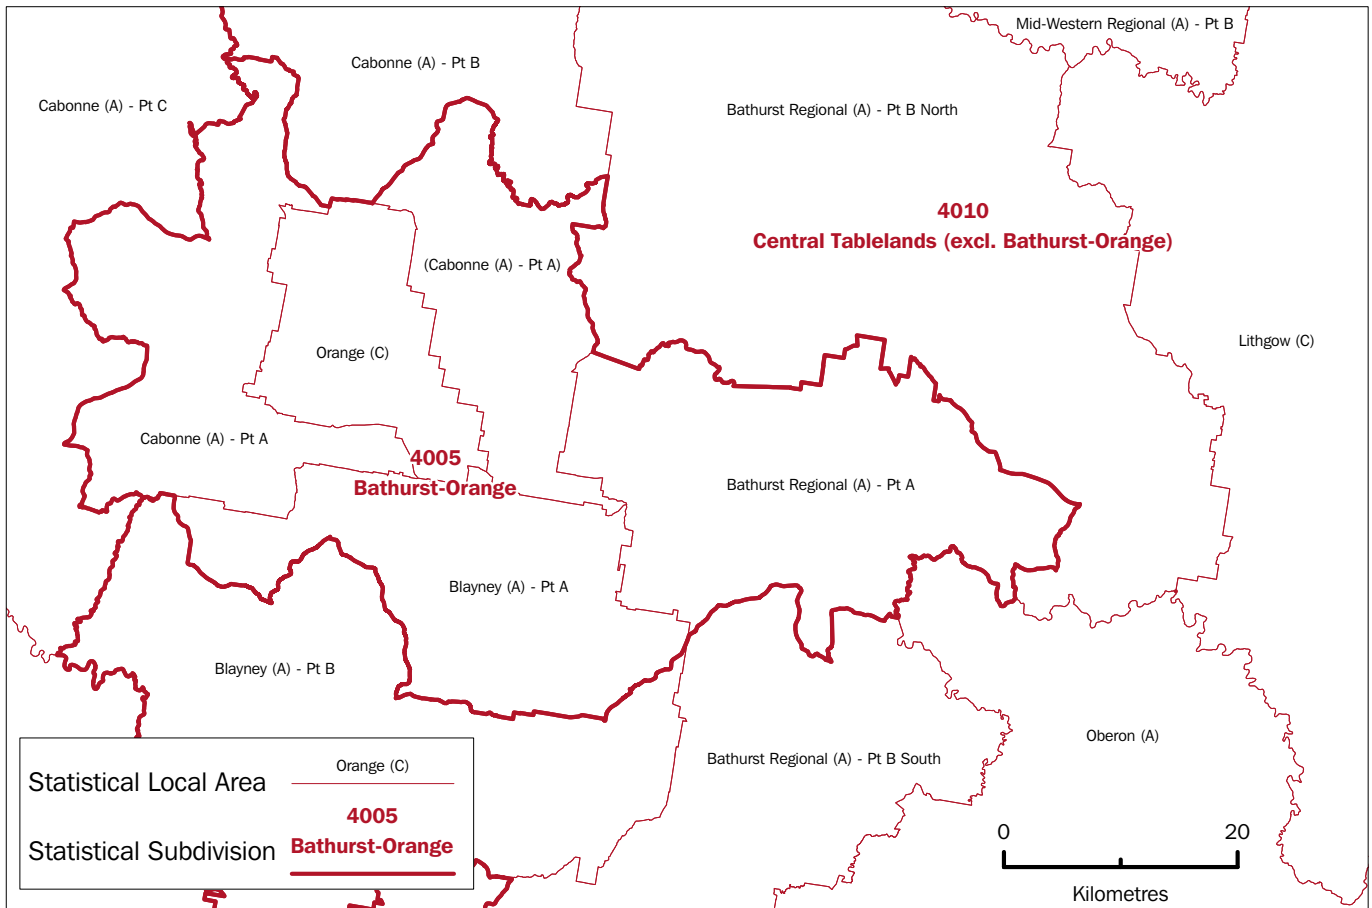 Mid-Western Regional (A) - Pt B
Cabonne (A) - Pt B
Cabonne (A) - Pt C
Bathurst Regional (A) - Pt B North
4010
Central Tablelands (excl. Bathurst-Orange)
(Cabonne (A) - Pt A)
Orange (C)
Lithgow (C)
Cabonne (A) - Pt A
4005
Bathurst-Orange
Bathurst Regional (A) - Pt A
Blayney (A) - Pt A
Blayney (A) - Pt B
Oberon (A)
Bathurst Regional (A) - Pt B South
Statistical Local Area
Orange (C)
Statistical Subdivision
4005
Bathurst-Orange
0 20
Kilometres